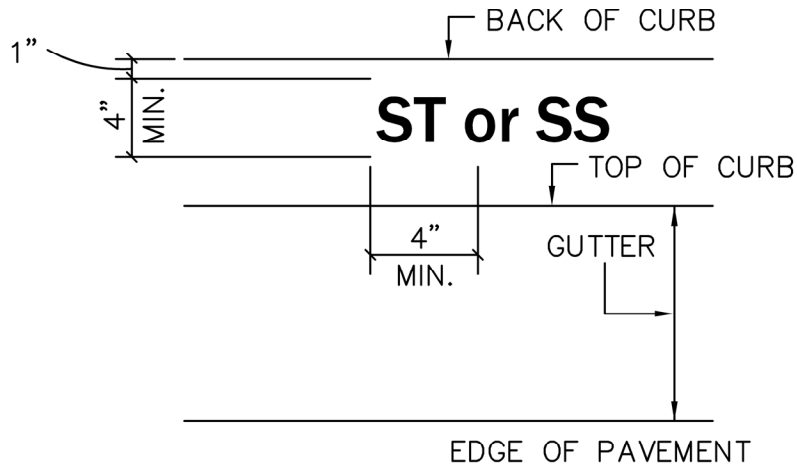 BACK OF CURB
1”
4”
MIN.
ST or SS
TOP OF CURB
4”
MIN.
GUTTER
EDGE OF PAVEMENT